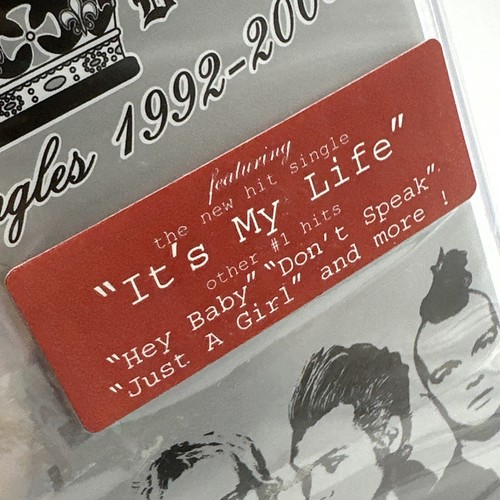 1992-200
featuring
the new hit single
"It's My Life"
other #1 hits
"Hey Baby" "Don't Speak"
"Just A Girl" and more !